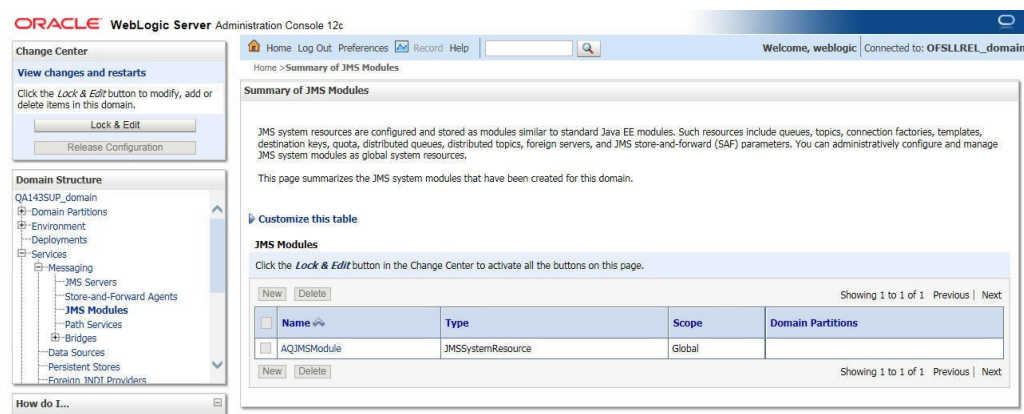 ORACLE WebLogic Server Administration Console 12c
Change Center
View changes and restarts
Click the Lock & Edit button to modify, add or
delete items in this domain.
Lock & Edit
Release Configuration
Domain Structure
QA143SUP_domain
Domain Partitions
Environment
Deployments
Services
Messaging
JMS Servers
Store-and-Forward Agents
JMS Modules
Path Services
Bridges
Data Sources
Persistent Stores
Foreign JNDI Providers
How do I...
Home Log Out Preferences Record Help
Welcome, weblogic Connected to: OFSLLREL_domain
Home >Summary of JMS Modules
Summary of JMS Modules
JMS system resources are configured and stored as modules similar to standard Java EE modules. Such resources include queues, topics, connection factories, templates,
destination keys, quota, distributed queues, distributed topics, foreign servers, and JMS store-and-forward (SAF) parameters. You can administratively configure and manage
JMS system modules as global system resources.
This page summarizes the JMS system modules that have been created for this domain.
Customize this table
JMS Modules
Click the Lock & Edit button in the Change Center to activate all the buttons on this page.
New Delete Showing 1 to 1 of 1 Previous | Next
Name Type Scope Domain Partitions
AQJMSModule JMSSystemResource Global
New Delete Showing 1 to 1 of 1 Previous | Next